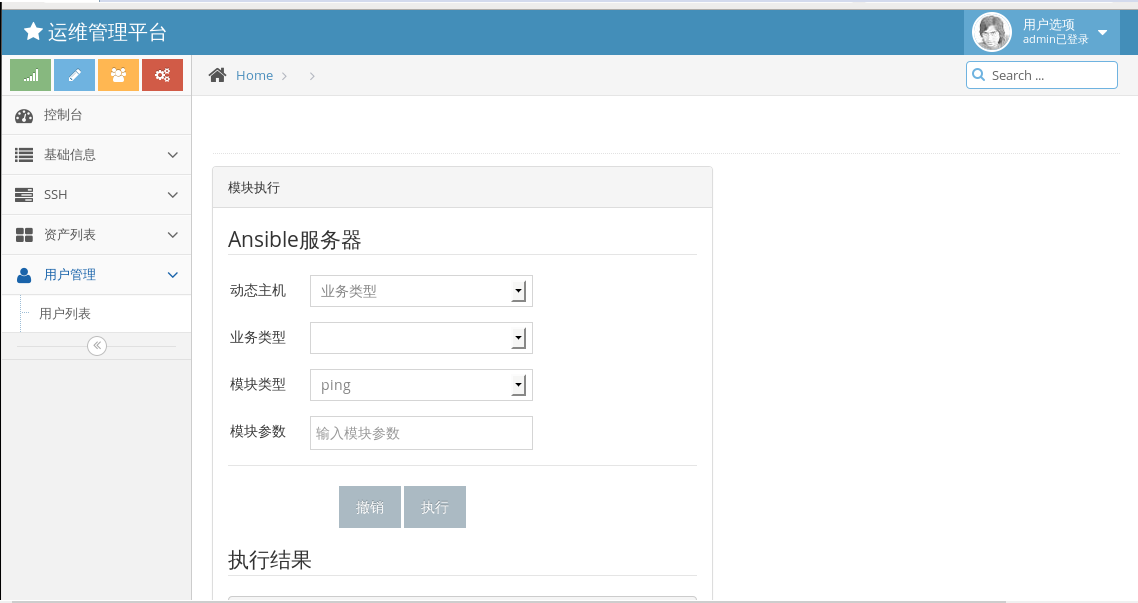 运维管理平台
用户选项
admin已登录
Home
Search ...
控制台
基础信息
SSH
资产列表
用户管理
用户列表
模块执行
Ansible服务器
动态主机 业务类型
业务类型
模块类型 ping
模块参数 输入模块参数
撤销 执行
执行结果